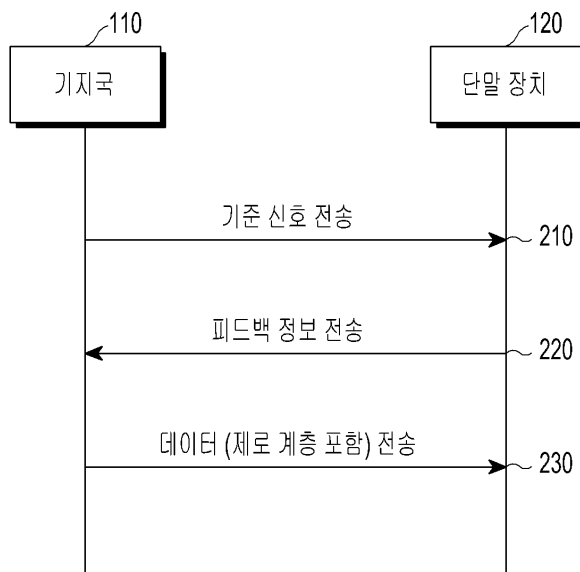 110
120
기지국
단말 장치
기준 신호 전송
210
피드백 정보 전송
220
데이터 (제로 계층 포함) 전송
230